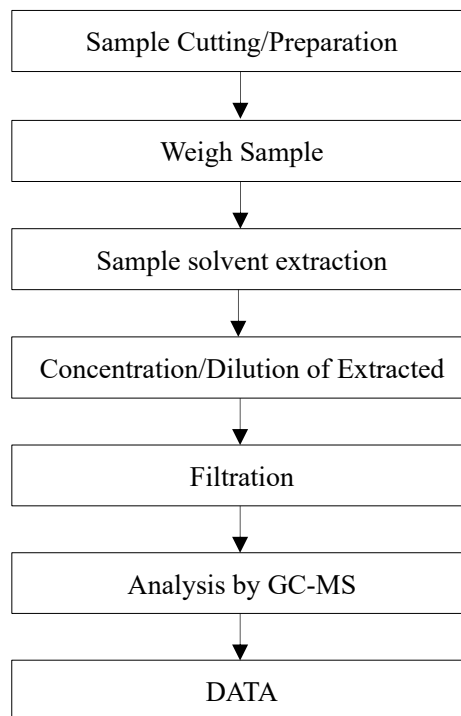 Sample Cutting/Preparation
Weigh Sample
Sample solvent extraction
Concentration/Dilution of Extracted
Filtration
Analysis by GC-MS
DATA